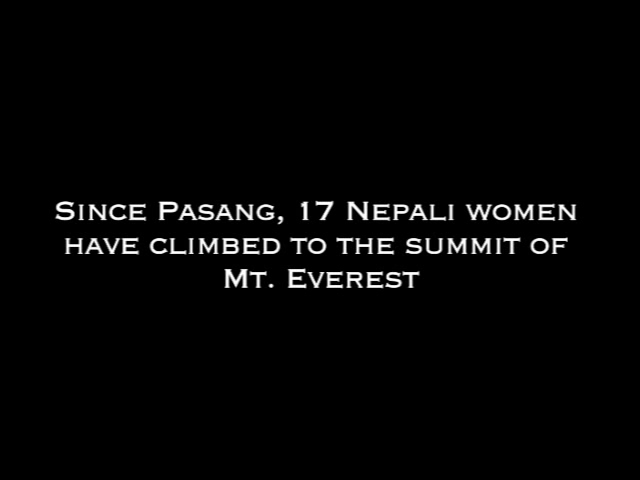 Since Pasang, 17 Nepali women
have climbed to the summit of
Mt. Everest